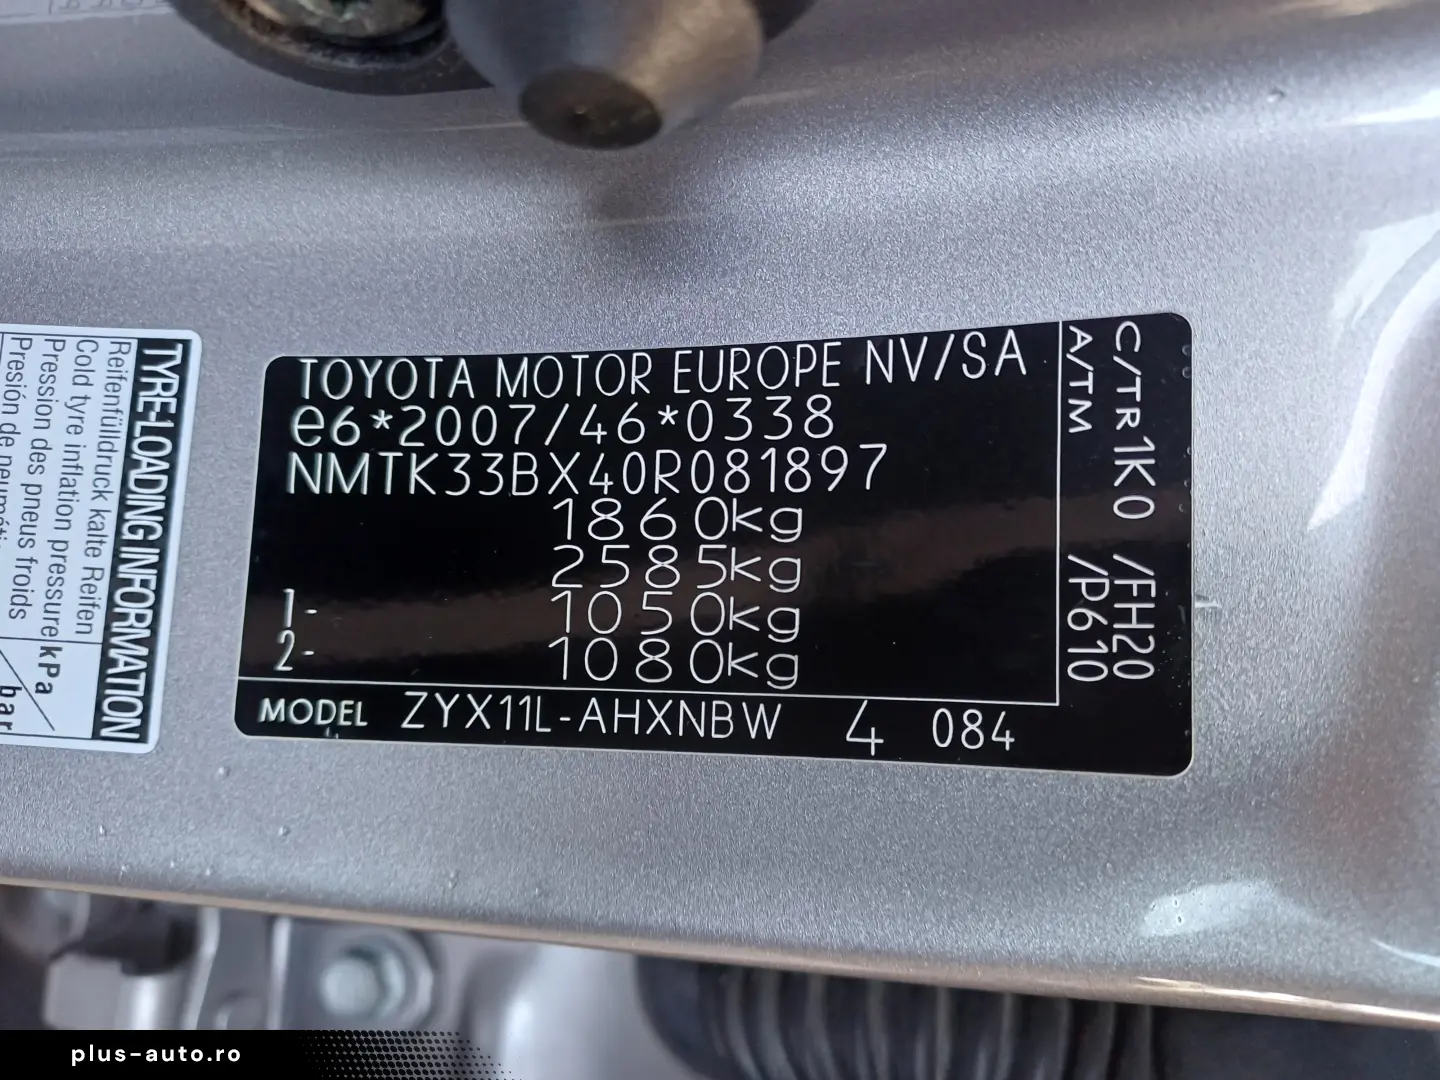 TYRE-LOADING INFORMATION
Reifenfülldruck kalte Reifen
Cold tyre inflation pressure
Pression des pneus froids
kPa / bar
TOYOTA MOTOR EUROPE NV/SA
e6*2007/46*0338
NMTK33BX40R081897
1860kg
2585kg
1- 1050kg
2- 1080kg
C/TR 1K0 /FH20
A/TM /P610
MODEL ZYX11L-AHXNBW 4 084
plus-auto.ro